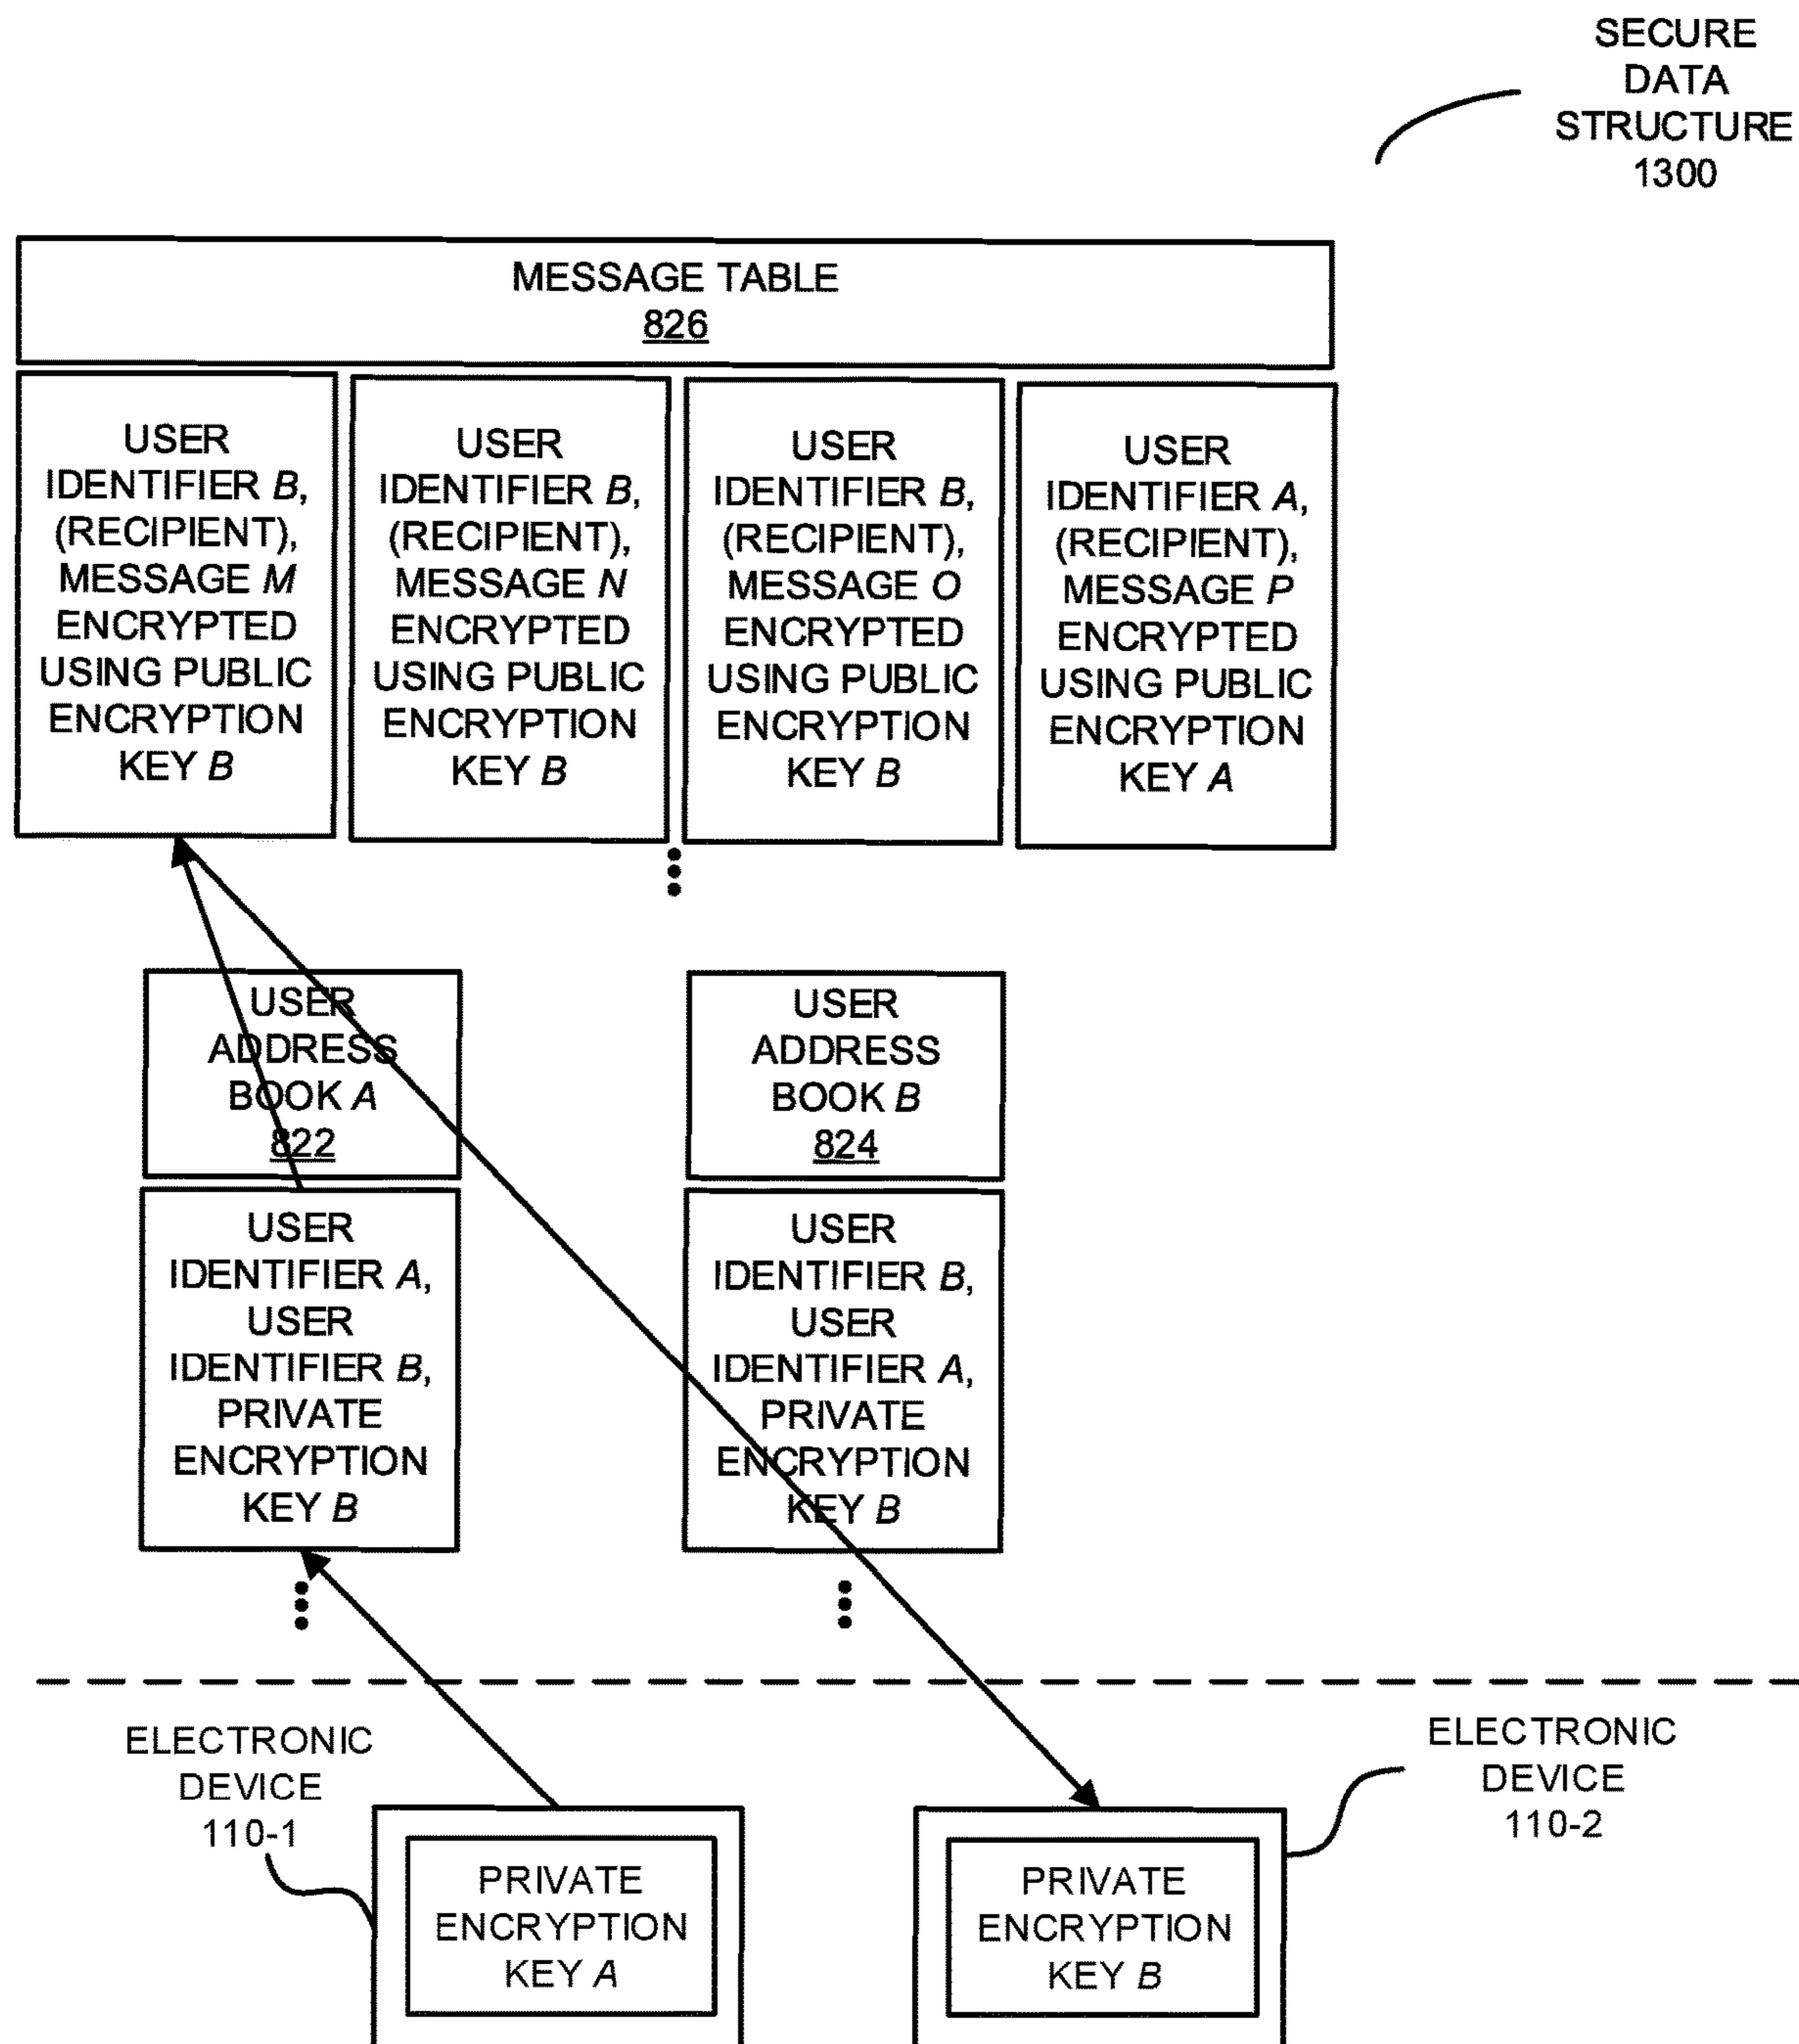 SECURE
DATA
STRUCTURE
1300
MESSAGE TABLE
826
USER
IDENTIFIER B,
(RECIPIENT),
MESSAGE M
ENCRYPTED
USING PUBLIC
ENCRYPTION
KEY B
USER
IDENTIFIER B,
(RECIPIENT),
MESSAGE N
ENCRYPTED
USING PUBLIC
ENCRYPTION
KEY B
USER
IDENTIFIER B,
(RECIPIENT),
MESSAGE O
ENCRYPTED
USING PUBLIC
ENCRYPTION
KEY B
USER
IDENTIFIER A,
(RECIPIENT),
MESSAGE P
ENCRYPTED
USING PUBLIC
ENCRYPTION
KEY A
USER
ADDRESS
BOOK A
822
USER
ADDRESS
BOOK B
824
USER
IDENTIFIER A,
USER
IDENTIFIER B,
PRIVATE
ENCRYPTION
KEY B
USER
IDENTIFIER B,
USER
IDENTIFIER A,
PRIVATE
ENCRYPTION
KEY B
ELECTRONIC
DEVICE
110-1
ELECTRONIC
DEVICE
110-2
PRIVATE
ENCRYPTION
KEY A
PRIVATE
ENCRYPTION
KEY B